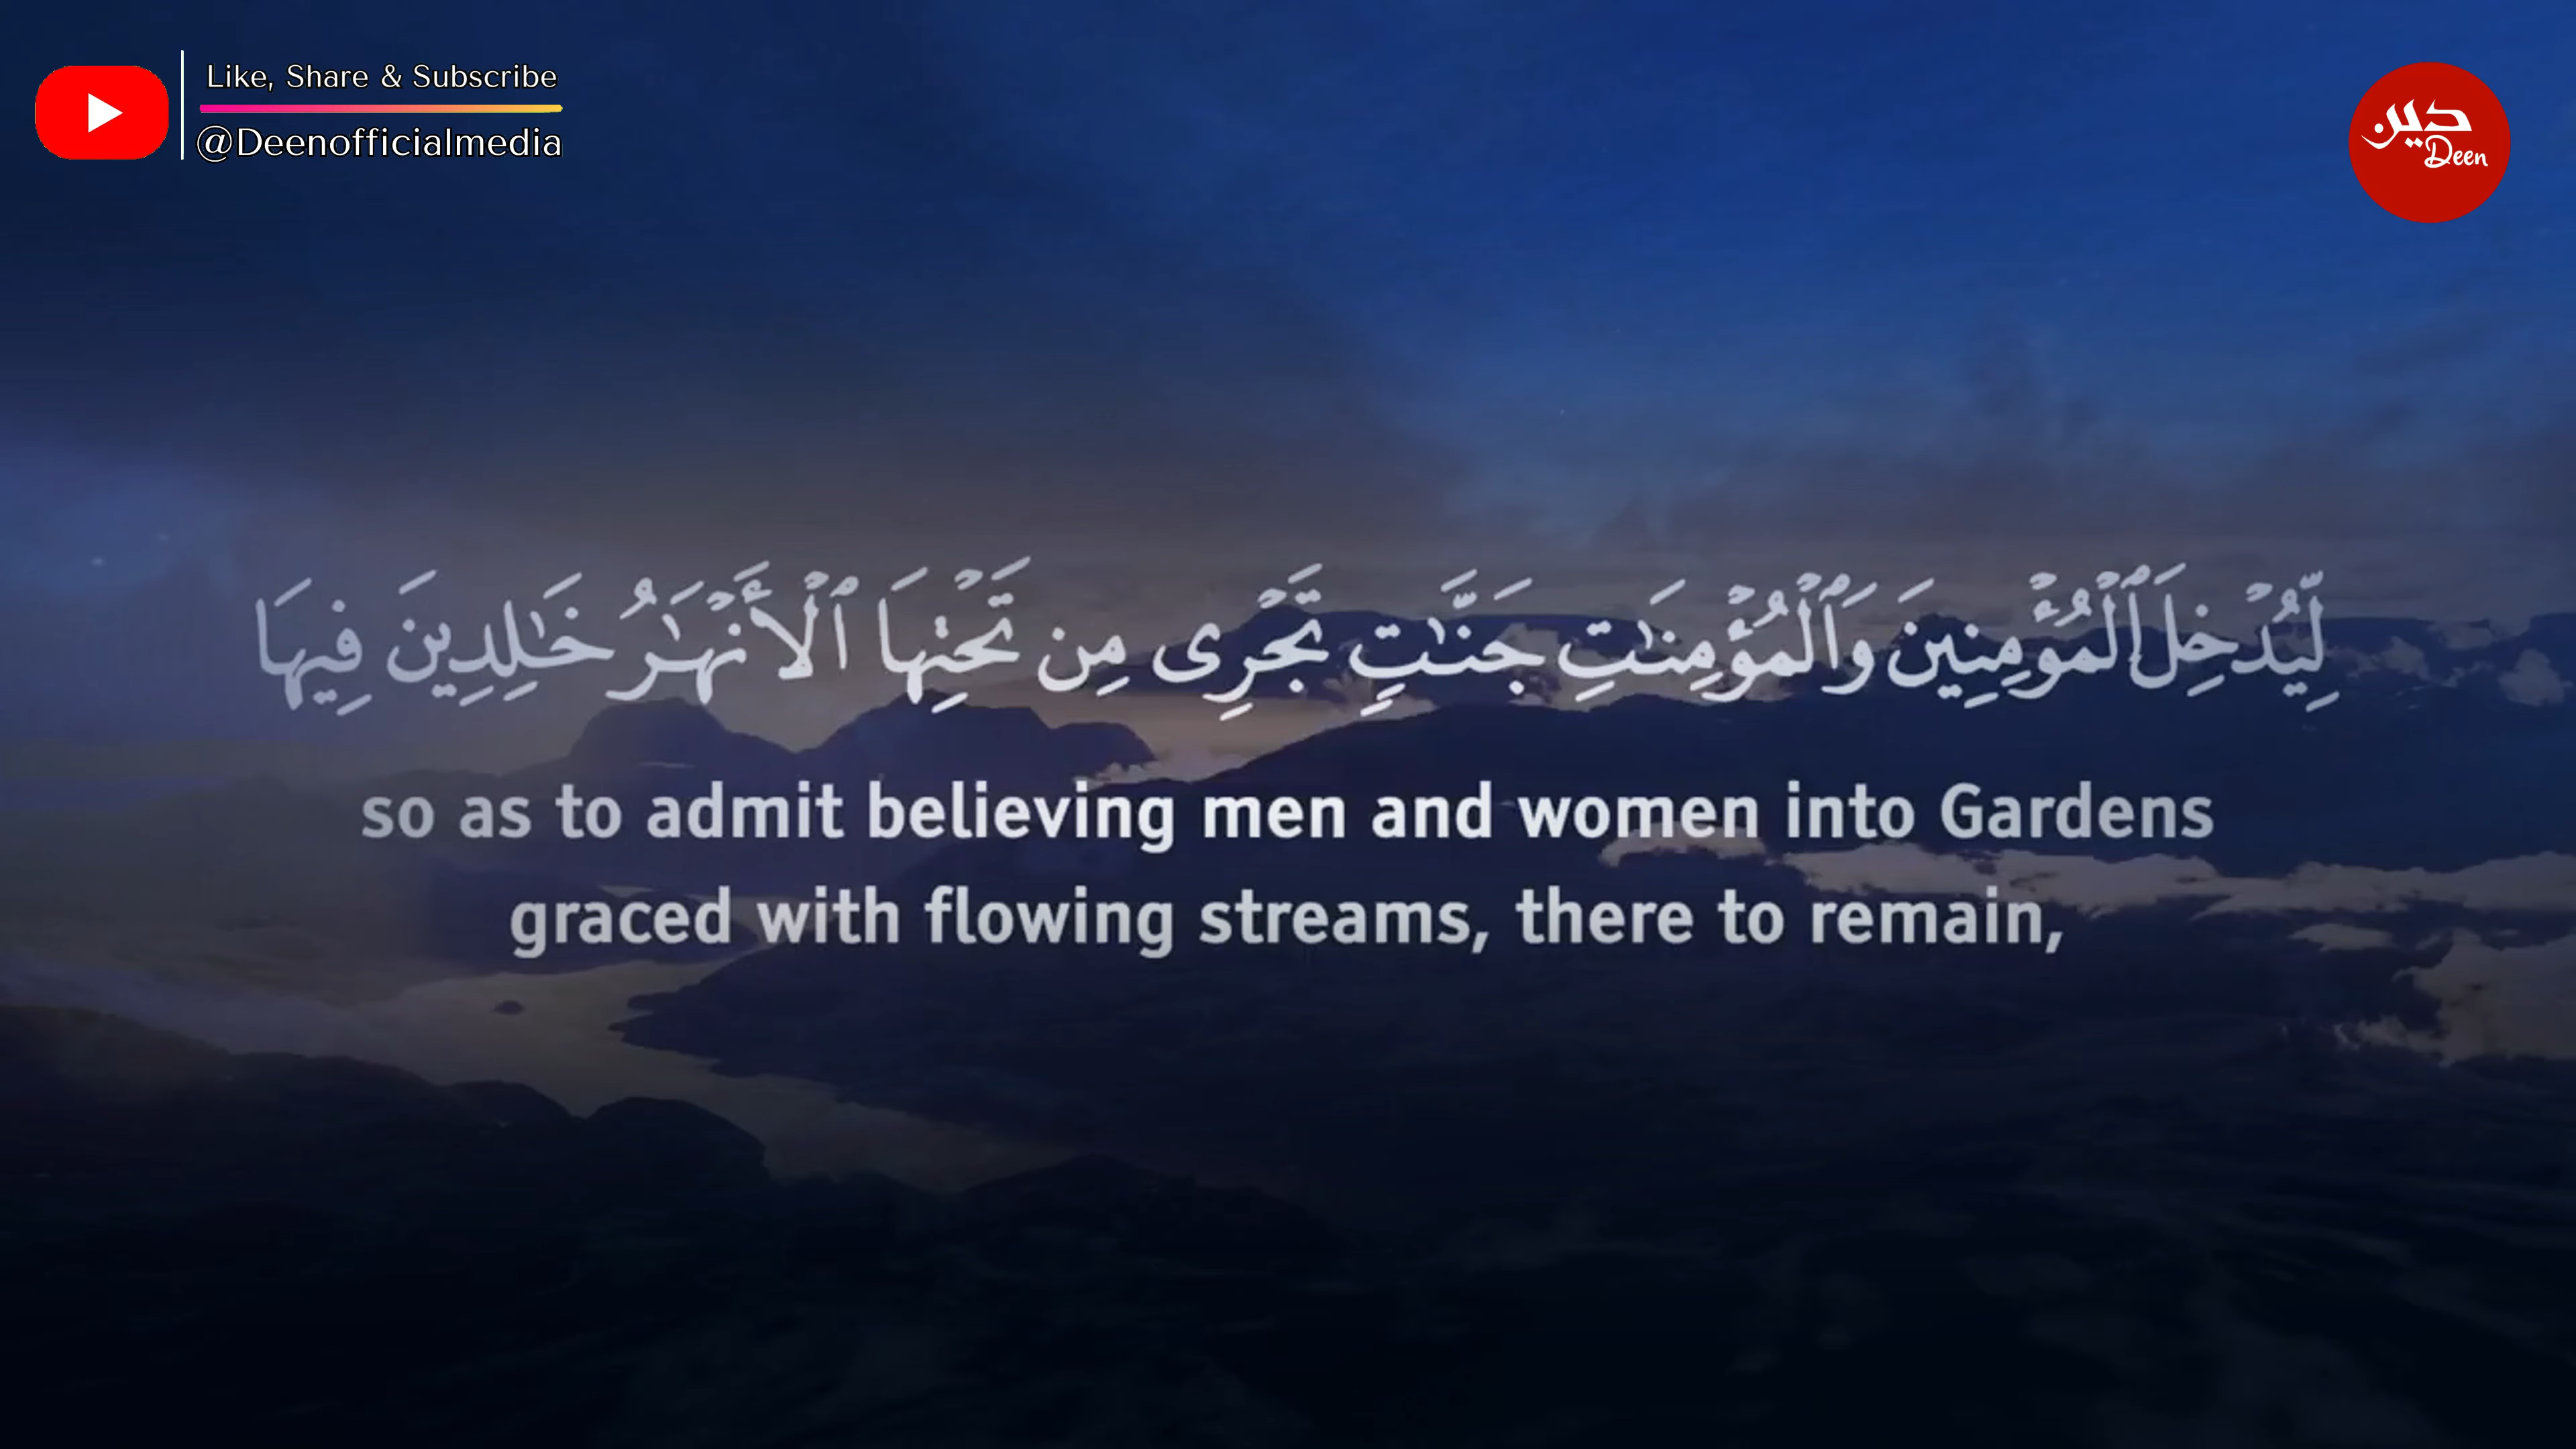 Like, Share & Subscribe
@Deenofficialmedia
دين
Deen
لِّيُدۡخِلَ ٱلۡمُؤۡمِنِينَ وَٱلۡمُؤۡمِنَٰتِ جَنَّٰتٖ تَجۡرِي مِن تَحۡتِهَا ٱلۡأَنۡهَٰرُ خَٰلِدِينَ فِيهَا
so as to admit believing men and women into Gardens
graced with flowing streams, there to remain,